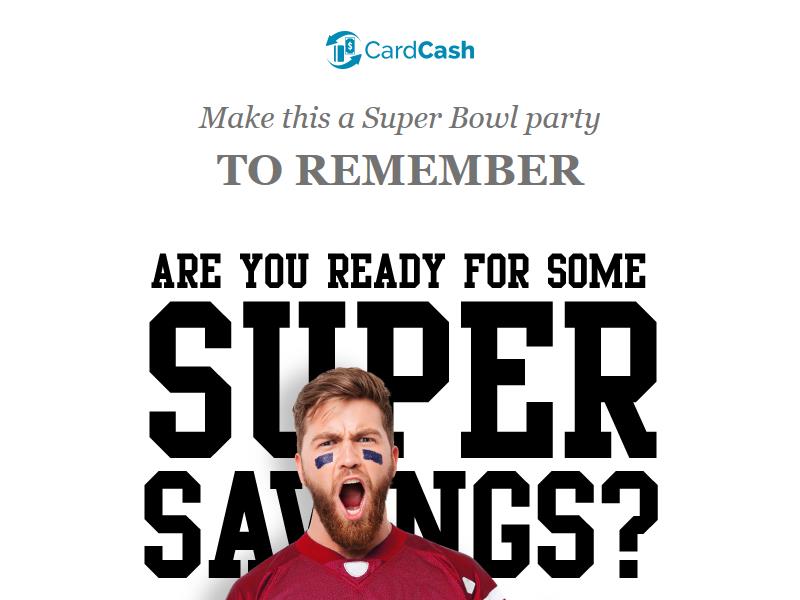 CardCash
Make this a Super Bowl party
TO REMEMBER
ARE YOU READY FOR SOME
SUPER
SAVINGS?